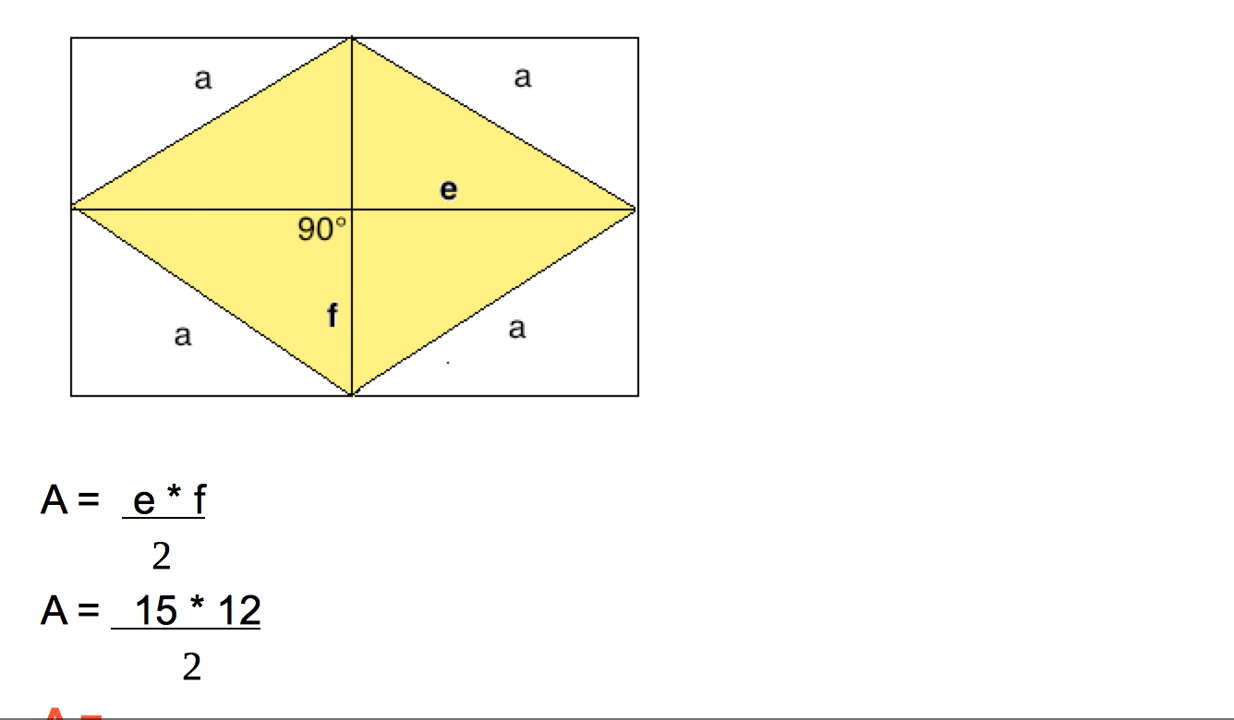 a a
e
90°
f
a a
A = e * f
2
A = 15 * 12
2
A =